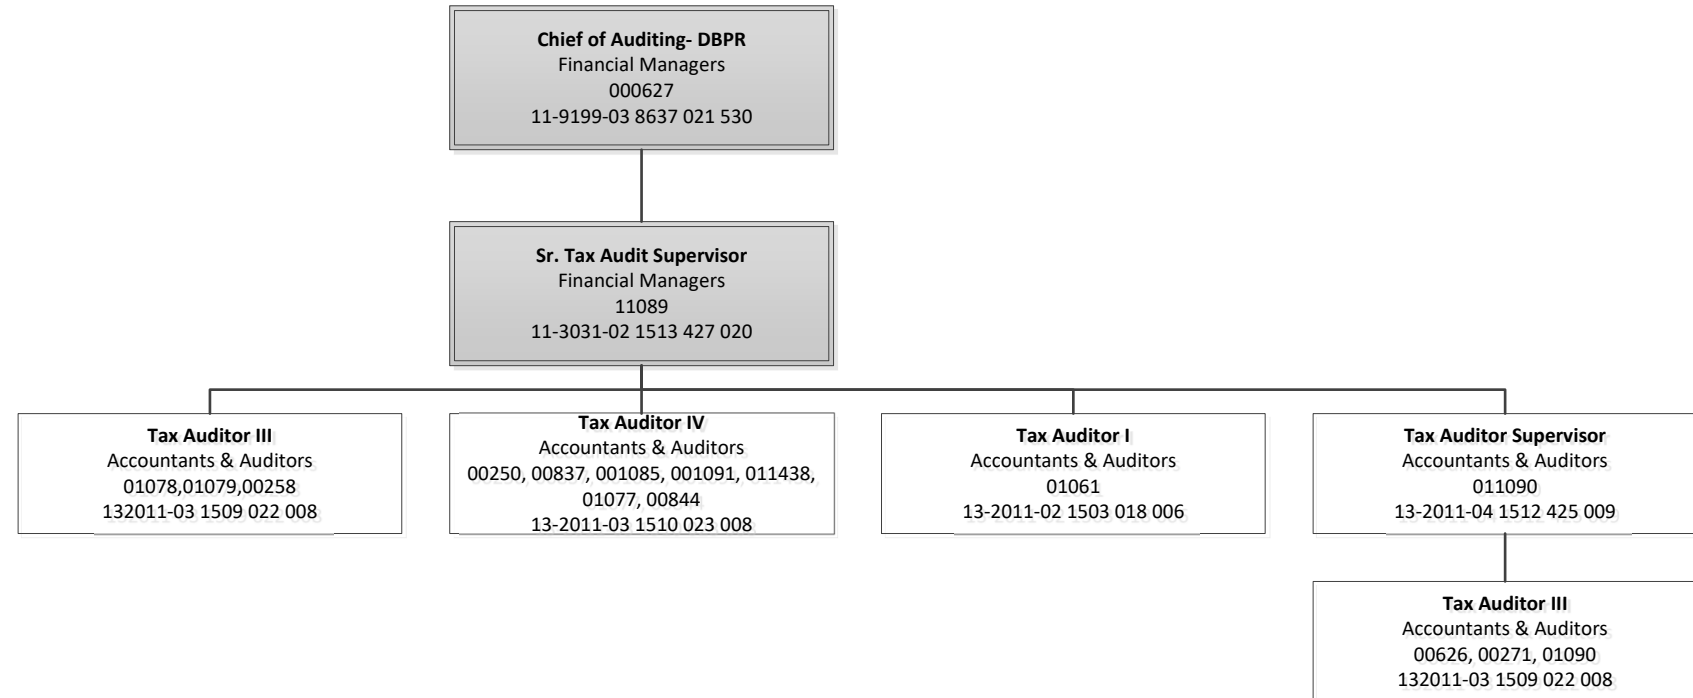 Chief of Auditing- DBPR
Financial Managers
000627
11-9199-03 8637 021 530
Sr. Tax Audit Supervisor
Financial Managers
11089
11-3031-02 1513 427 020
Tax Auditor III
Accountants & Auditors
01078,01079,00258
132011-03 1509 022 008
Tax Auditor IV
Accountants & Auditors
00250, 00837, 001085, 001091, 011438,
01077, 00844
13-2011-03 1510 023 008
Tax Auditor I
Accountants & Auditors
01061
13-2011-02 1503 018 006
Tax Auditor Supervisor
Accountants & Auditors
011090
13-2011-04 1512 425 009
Tax Auditor III
Accountants & Auditors
00626, 00271, 01090
132011-03 1509 022 008